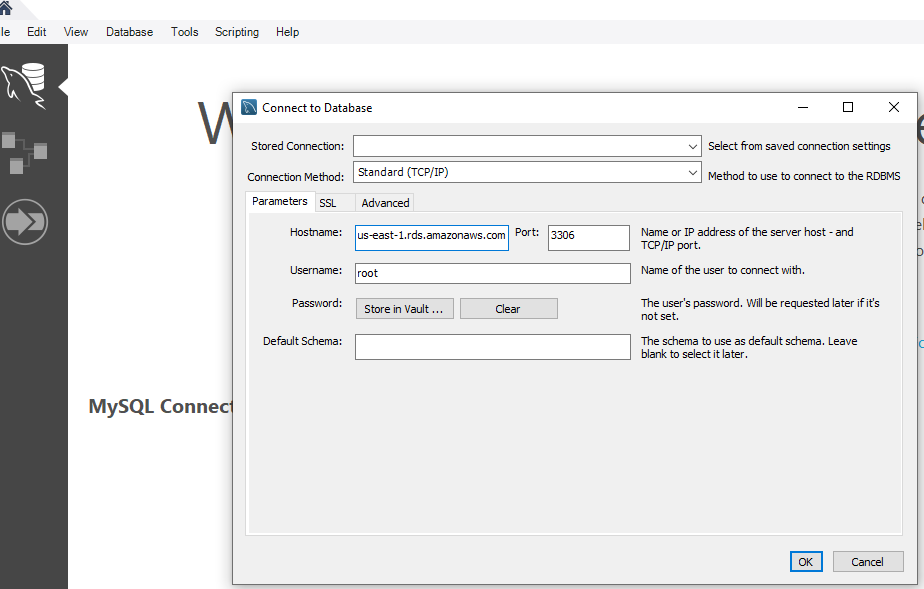 le Edit View Database Tools Scripting Help
W
Connect to Database
Stored Connection: Select from saved connection settings
Connection Method: Standard (TCP/IP) Method to use to connect to the RDBMS
Parameters SSL Advanced
Hostname: us-east-1.rds.amazonaws.com Port: 3306 Name or IP address of the server host - and
TCP/IP port.
Username: root Name of the user to connect with.
Password: Store in Vault ... Clear The user's password. Will be requested later if it's
not set.
Default Schema: The schema to use as default schema. Leave
blank to select it later.
MySQL Connect
OK Cancel